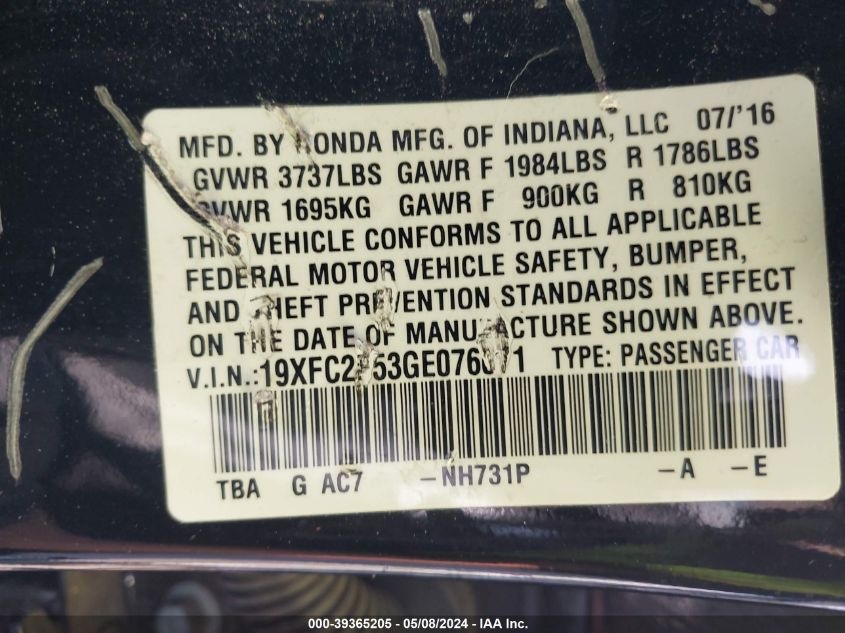 MFD. BY HONDA MFG. OF INDIANA, LLC 07/'16
GVWR 3737LBS GAWR F 1984LBS R 1786LBS
GVWR 1695KG GAWR F 900KG R 810KG
THIS VEHICLE CONFORMS TO ALL APPLICABLE
FEDERAL MOTOR VEHICLE SAFETY, BUMPER,
AND THEFT PREVENTION STANDARDS IN EFFECT
ON THE DATE OF MANUFACTURE SHOWN ABOVE.
V.I.N.: TYPE: PASSENGER CAR
TBA G AC7 -NH731P -A -E
000-39365205 - 05/08/2024 - IAA Inc.